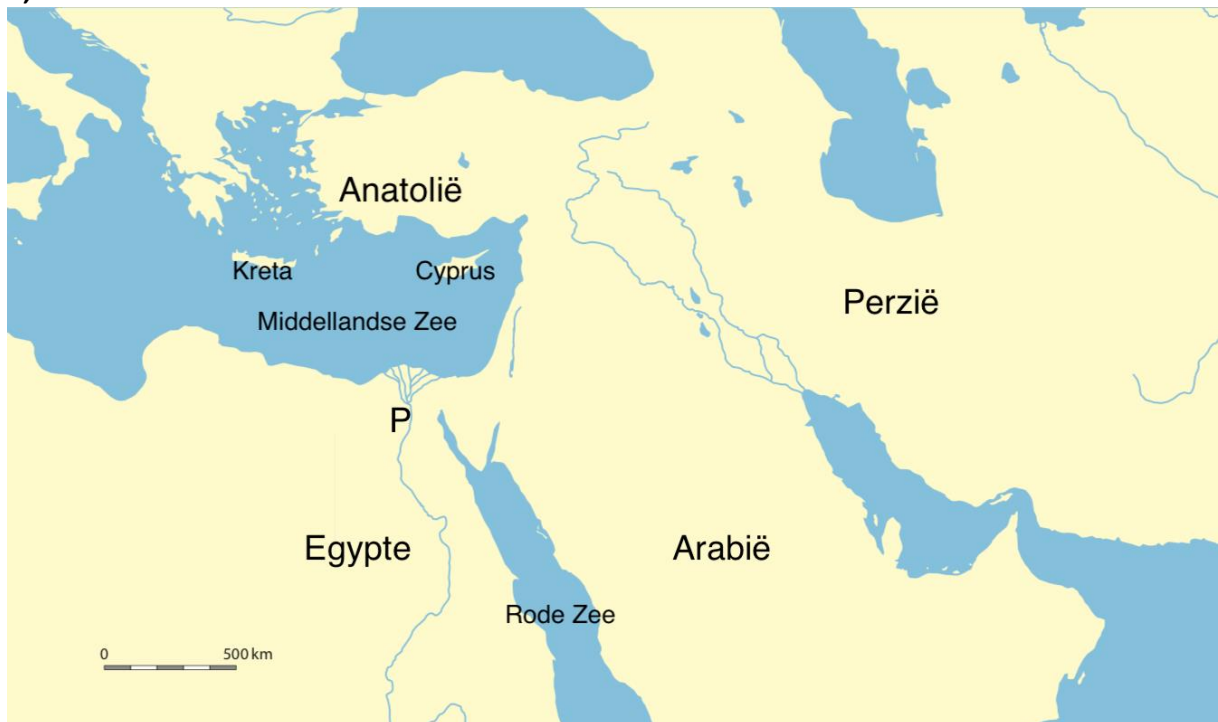 Anatolië
Kreta
Cyprus
Perzië
Middellandse Zee
P
Egypte
Arabië
Rode Zee
0 500 km